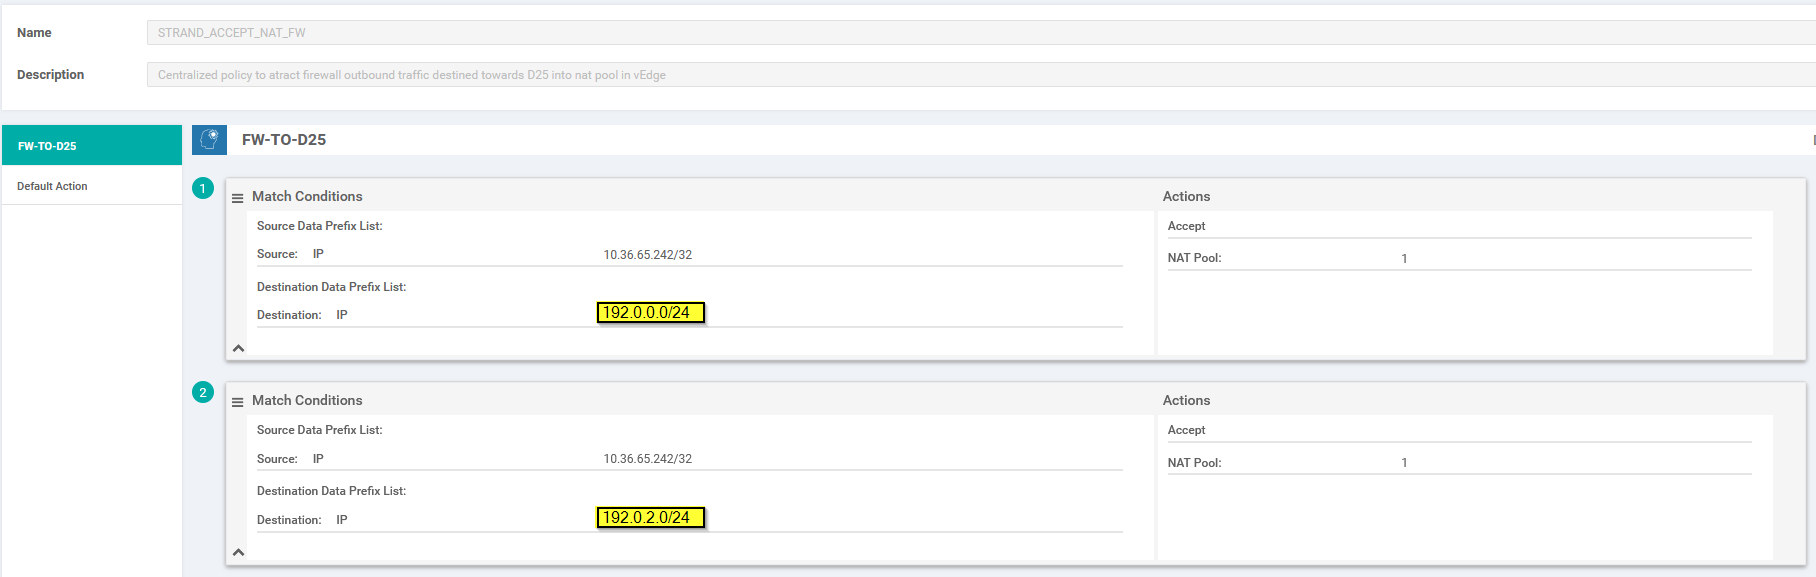 Name STRAND_ACCEPT_NAT_FW
Description Centralized policy to atract firewall outbound traffic destined towards D25 into nat pool in vEdge
FW-TO-D25
Default Action
FW-TO-D25
1
Match Conditions Actions
Source Data Prefix List: Accept
Source: IP 10.36.65.242/32 NAT Pool: 1
Destination Data Prefix List:
Destination: IP 192.0.0.0/24
2
Match Conditions Actions
Source Data Prefix List: Accept
Source: IP 10.36.65.242/32 NAT Pool: 1
Destination Data Prefix List:
Destination: IP 192.0.2.0/24